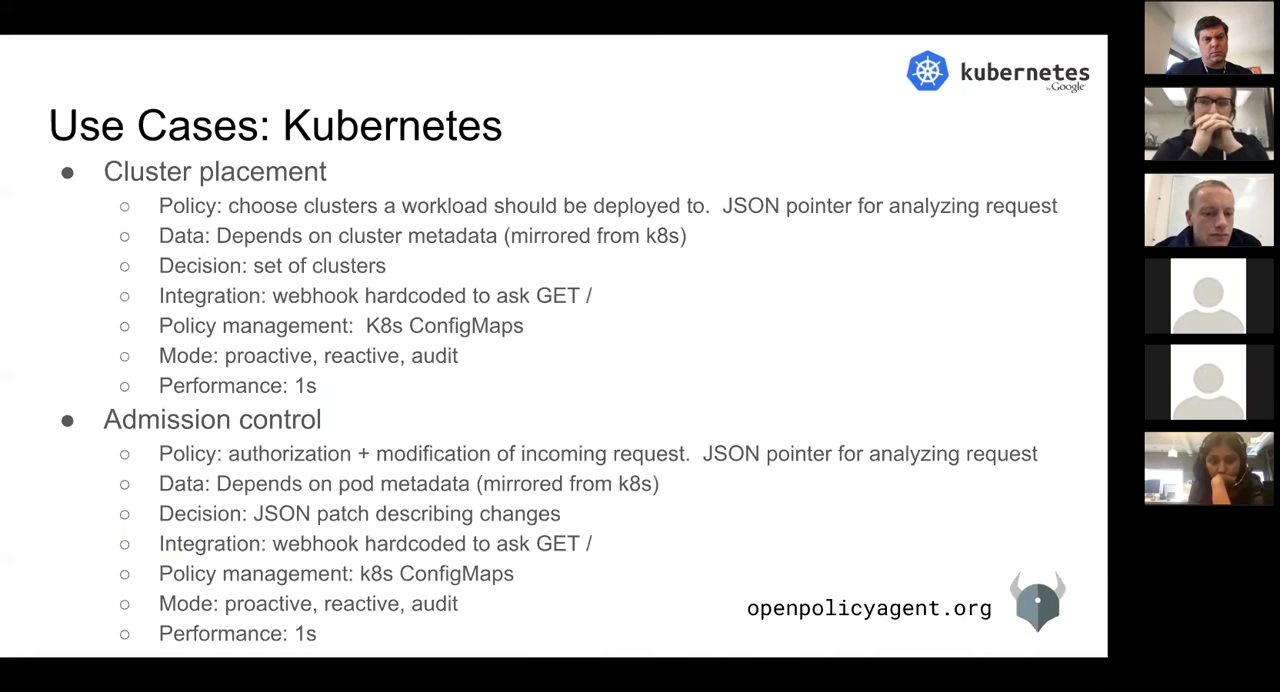 kubernetes
by Google
Use Cases: Kubernetes
● Cluster placement
○ Policy: choose clusters a workload should be deployed to.  JSON pointer for analyzing request
○ Data: Depends on cluster metadata (mirrored from k8s)
○ Decision: set of clusters
○ Integration: webhook hardcoded to ask GET /
○ Policy management:  K8s ConfigMaps
○ Mode: proactive, reactive, audit
○ Performance: 1s
● Admission control
○ Policy: authorization + modification of incoming request.  JSON pointer for analyzing request
○ Data: Depends on pod metadata (mirrored from k8s)
○ Decision: JSON patch describing changes
○ Integration: webhook hardcoded to ask GET /
○ Policy management: k8s ConfigMaps
○ Mode: proactive, reactive, audit
○ Performance: 1s
openpolicyagent.org